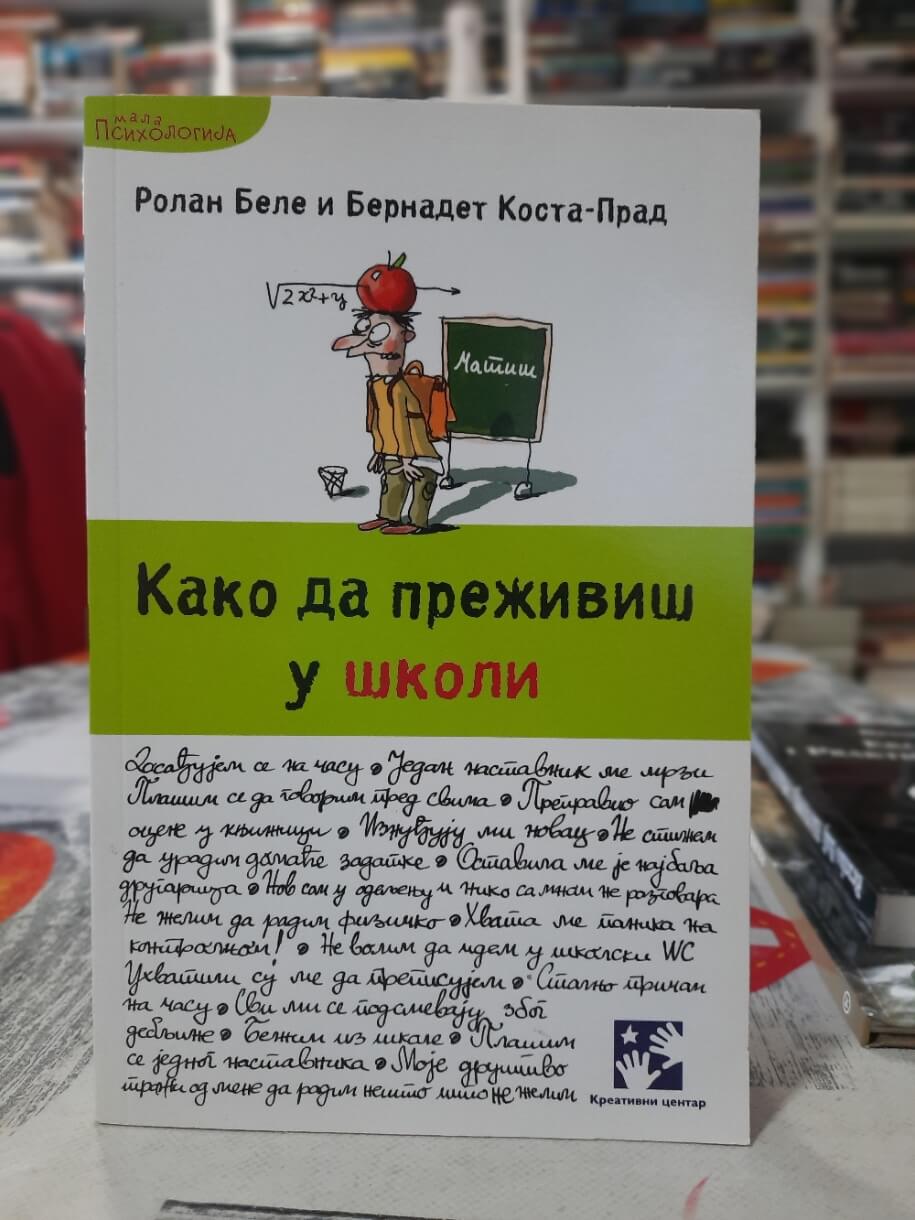 мала
Психологија
Ролан Беле и Бернадет Коста-Прад
√2x²+y
Матиш
Како да преживиш
у школи
Досађујем се на часу • Један наставник ме мрзи
Плашим се да говорим пред свима • Преправио сам
оцене у књижици • Изнуђују ми новац • Не стижем
да урадим домаће задатке • Оставила ме је најбоља
другарица • Нов сам у одељењу и нико са мном не разговара
Не желим да радим физичко • Хвата ме паника на
контролном! • Не волим да идем у школски WC
Ухватили су ме да преписујем • Стално причам
на часу • Сви ми се подсмевају због
дебљине • Бежим из школе • Плашим
се једног наставника • Моје друштво
тражи од мене да радим нешто што не желим
Креативни центар